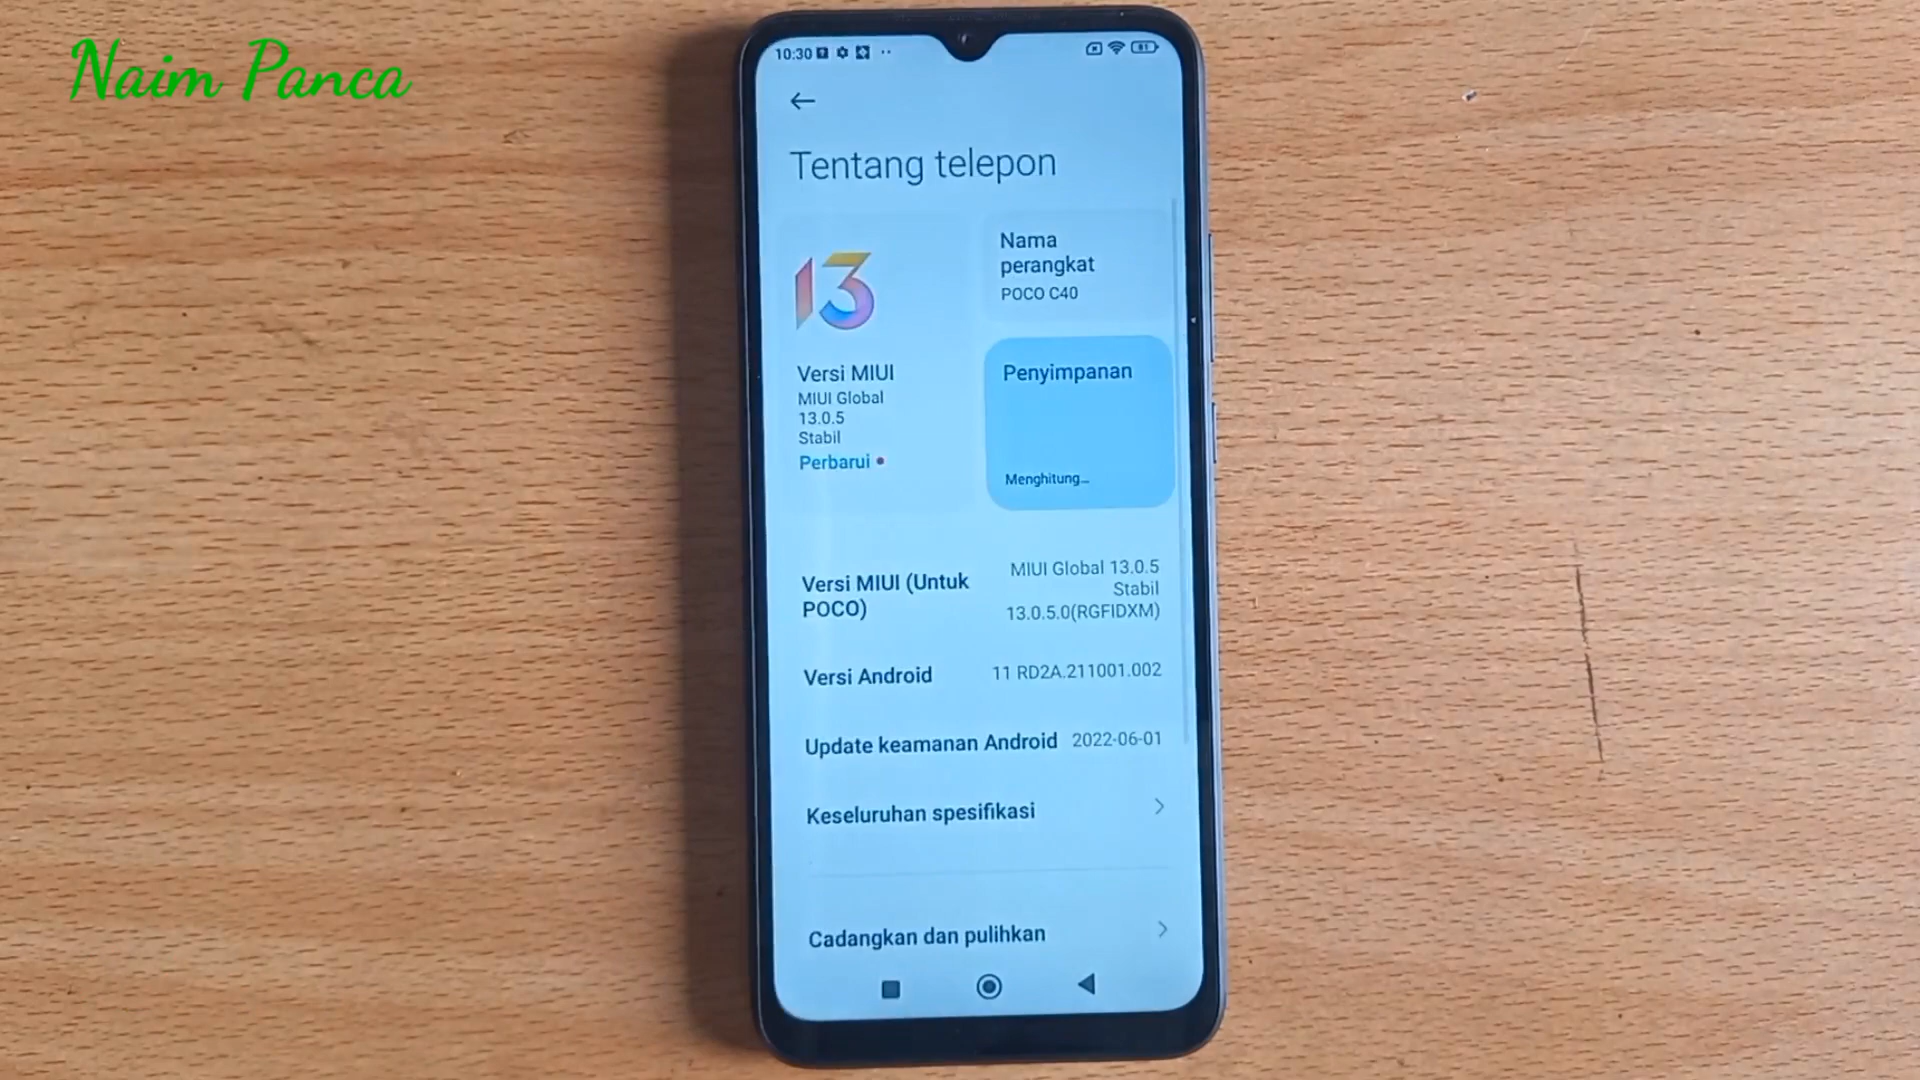 Naim Panca
10:30
81
Tentang telepon
13
Nama
perangkat
POCO C40
Versi MIUI
MIUI Global
13.0.5
Stabil
Perbarui
Penyimpanan
Menghitung...
Versi MIUI (Untuk
POCO)
MIUI Global 13.0.5
Stabil
13.0.5.0(RGFIDXM)
Versi Android
11 RD2A.211001.002
Update keamanan Android
2022-06-01
Keseluruhan spesifikasi
Cadangkan dan pulihkan